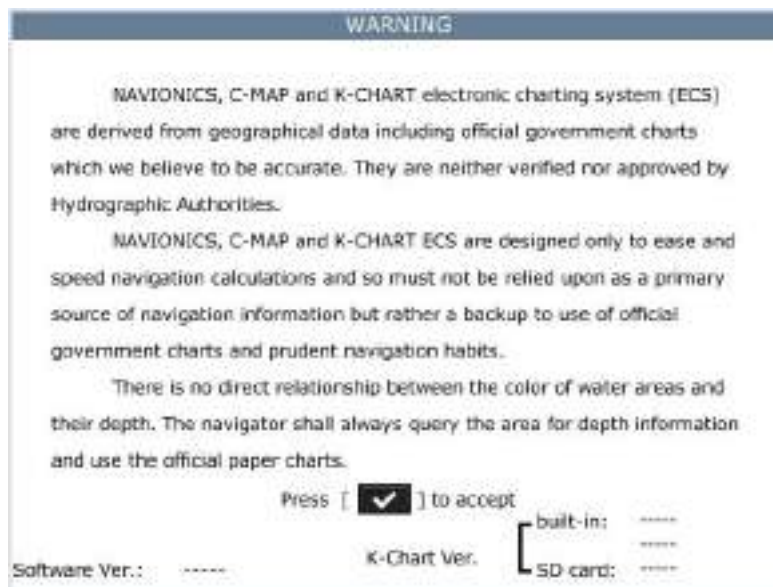 WARNING
NAVIONICS, C-MAP and K-CHART electronic charting system (ECS)
are derived from geographical data including official government charts
which we believe to be accurate. They are neither verified nor approved by
Hydrographic Authorities.
NAVIONICS, C-MAP and K-CHART ECS are designed only to ease and
speed navigation calculations and so must not be relied upon as a primary
source of navigation information but rather a backup to use of official
government charts and prudent navigation habits.
There is no direct relationship between the color of water areas and
their depth. The navigator shall always query the area for depth information
and use the official paper charts.
Press [ ✓ ] to accept
built-in: -----
-----
Software Ver.: ----- K-Chart Ver. SD card: -----